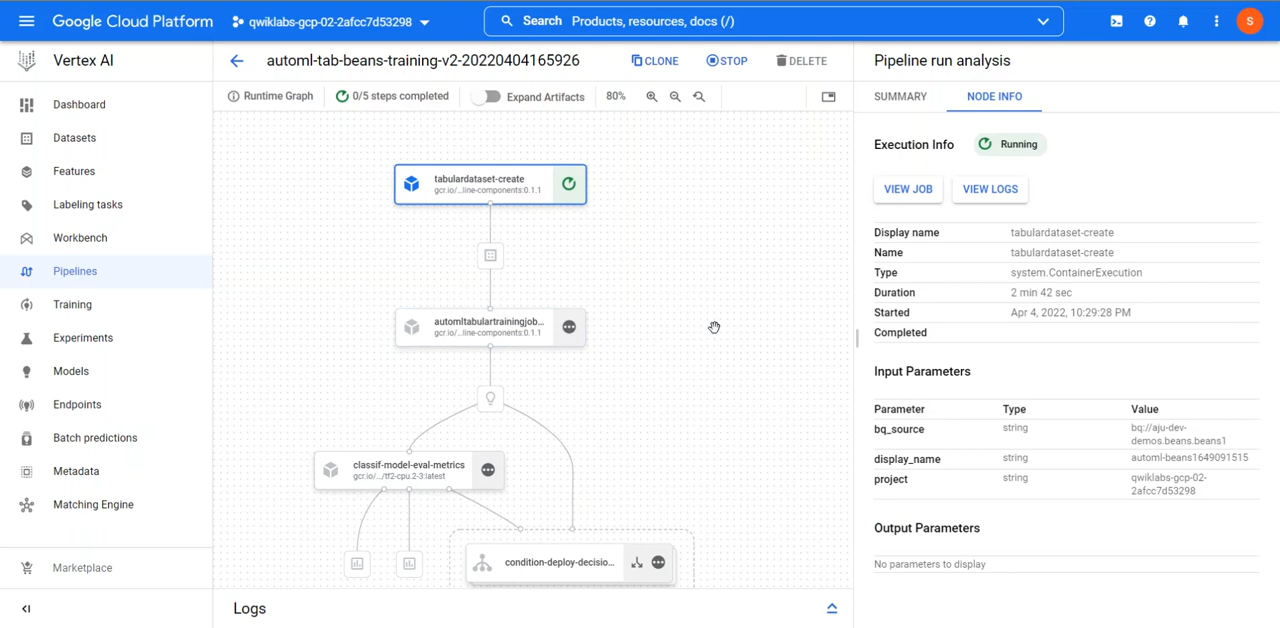 Google Cloud Platform
qwiklabs-gcp-02-2afcc7d53298
Search Products, resources, docs (/)
S
Vertex AI
automl-tab-beans-training-v2-20220404165926
CLONE
STOP
DELETE
Pipeline run analysis
Runtime Graph
0/5 steps completed
Expand Artifacts
80%
SUMMARY
NODE INFO
Dashboard
Datasets
Features
Labeling tasks
Workbench
Pipelines
Training
Experiments
Models
Endpoints
Batch predictions
Metadata
Matching Engine
Marketplace
tabulardataset-create
gcr.io/...line-components:0.1.1
automltabulartrainingjob...
gcr.io/...line-components:0.1.1
classif-model-eval-metrics
gcr.io/.../tf2-cpu.2-3:latest
condition-deploy-decisio...
Logs
Execution Info
Running
VIEW JOB
VIEW LOGS
Display name tabulardataset-create
Name tabulardataset-create
Type system.ContainerExecution
Duration 2 min 42 sec
Started Apr 4, 2022, 10:29:28 PM
Completed
Input Parameters
Parameter Type Value
bq_source string bq://aju-dev-
demos.beans.beans1
display_name string automl-beans1649091515
project string qwiklabs-gcp-02-
2afcc7d53298
Output Parameters
No parameters to display